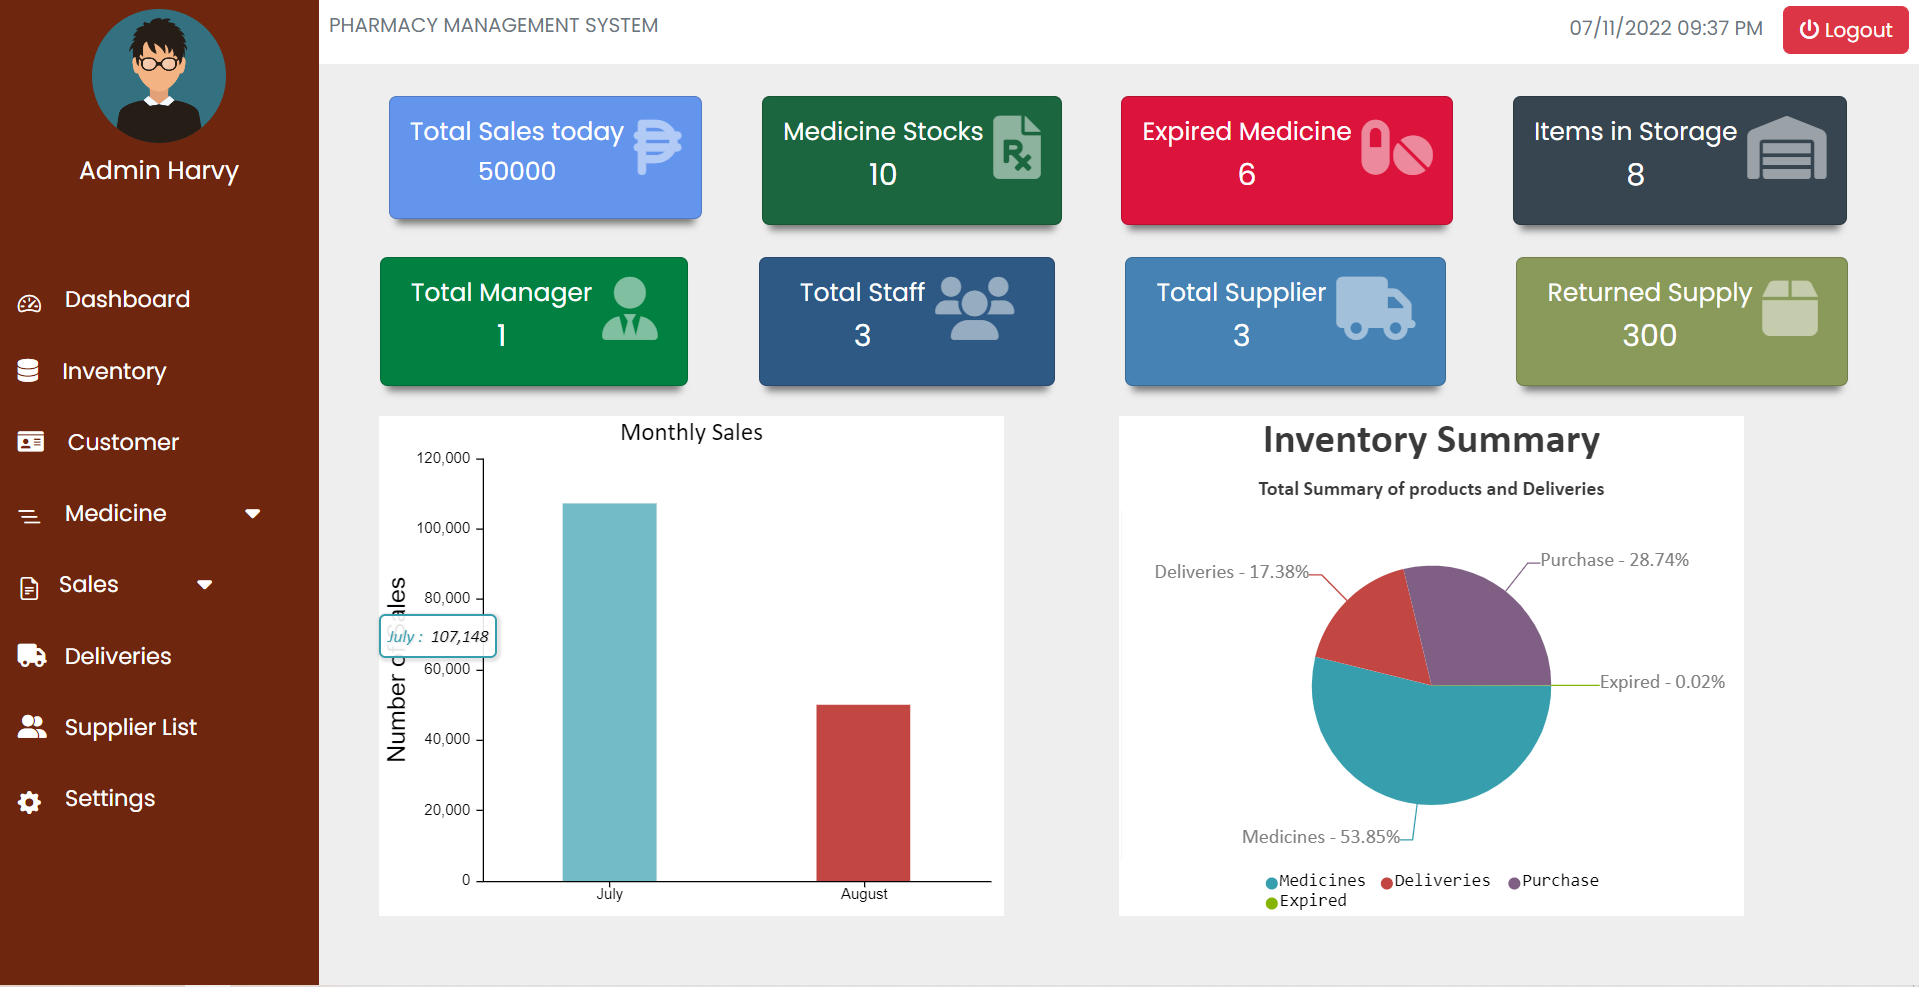 PHARMACY MANAGEMENT SYSTEM
07/11/2022 09:37 PM
Logout
Admin Harvy
Dashboard
Inventory
Customer
Medicine
Sales
Deliveries
Supplier List
Settings
Total Sales today
50000
Medicine Stocks
10
Rx
Expired Medicine
6
Items in Storage
8
Total Manager
1
Total Staff
3
Total Supplier
3
Returned Supply
300
Monthly Sales
Number of Sales
120,000
100,000
80,000
60,000
40,000
20,000
0
July : 107,148
July
August
Inventory Summary
Total Summary of products and Deliveries
Purchase - 28.74%
Deliveries - 17.38%
Expired - 0.02%
Medicines - 53.85%
Medicines
Deliveries
Purchase
Expired